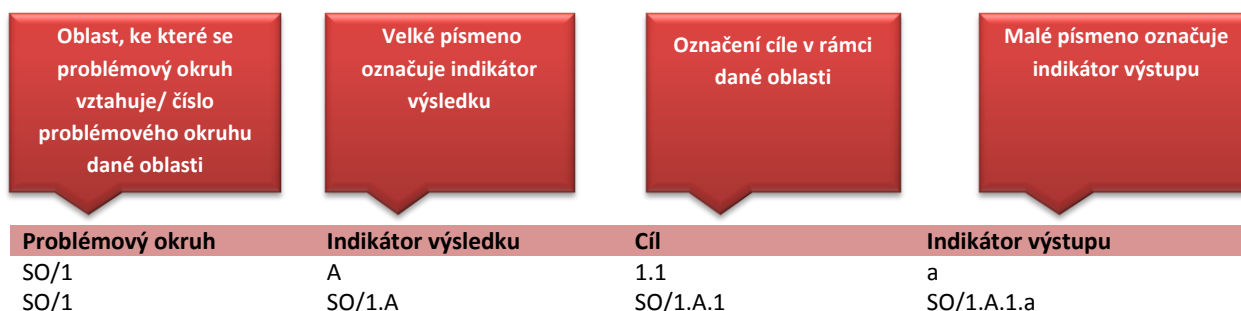 Oblast, ke které se
problémový okruh
vztahuje/ číslo
problémového okruhu
dané oblasti
Velké písmeno
označuje indikátor
výsledku
Označení cíle v rámci
dané oblasti
Malé písmeno označuje
indikátor výstupu
Problémový okruh Indikátor výsledku Cíl Indikátor výstupu
SO/1 A 1.1 a
SO/1 SO/1.A SO/1.A.1 SO/1.A.1.a